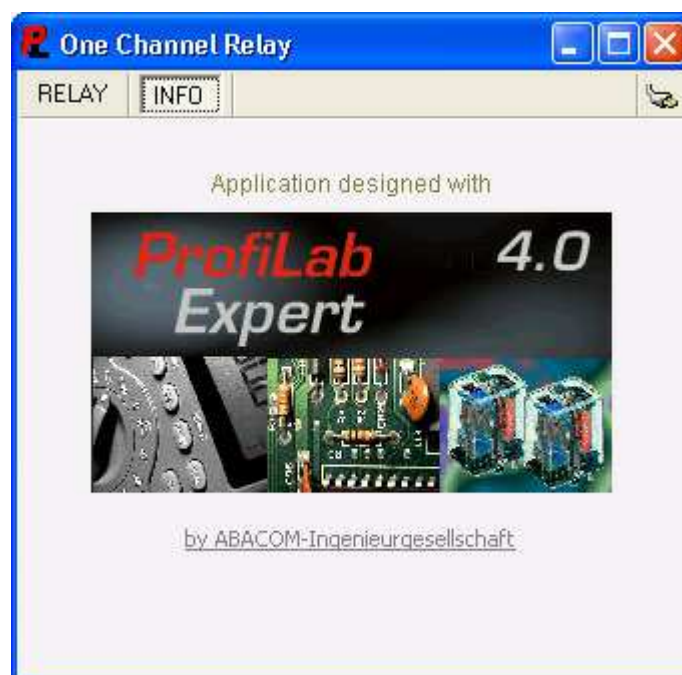 One Channel Relay
RELAY INFO
Application designed with
ProfiLab 4.0
Expert
by ABACOM-Ingenieurgesellschaft